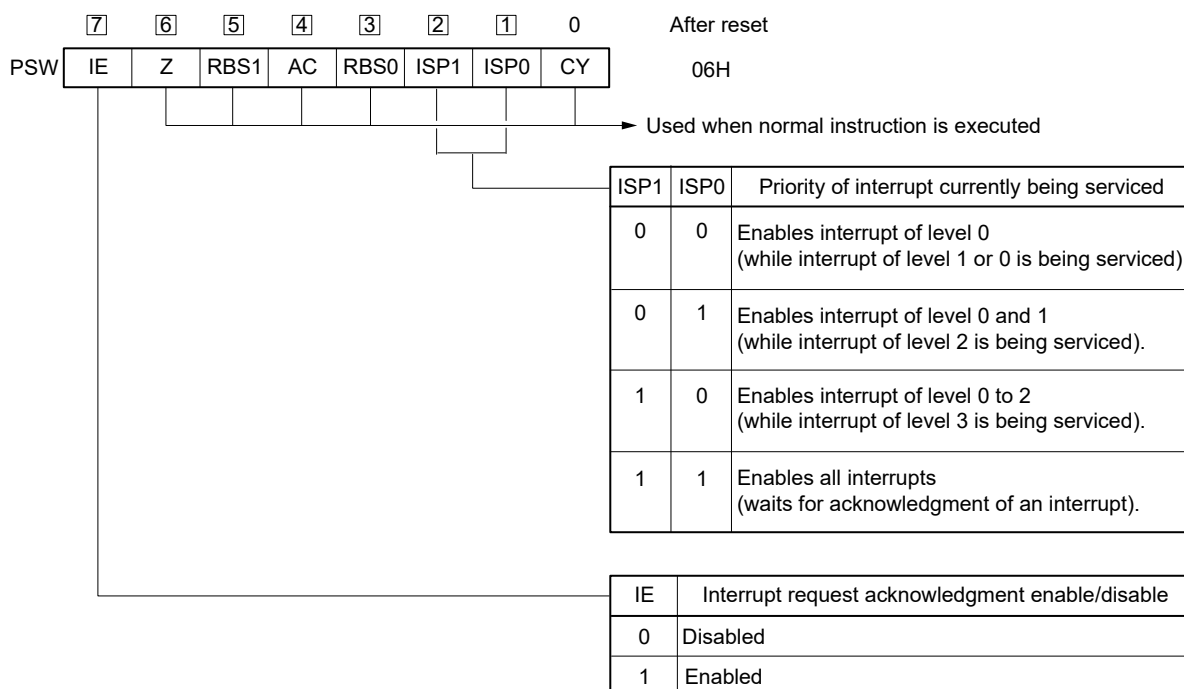 7 6 5 4 3 2 1 0 After reset
PSW IE Z RBS1 AC RBS0 ISP1 ISP0 CY 06H
Used when normal instruction is executed
ISP1 ISP0 Priority of interrupt currently being serviced
0 0 Enables interrupt of level 0
(while interrupt of level 1 or 0 is being serviced)
0 1 Enables interrupt of level 0 and 1
(while interrupt of level 2 is being serviced).
1 0 Enables interrupt of level 0 to 2
(while interrupt of level 3 is being serviced).
1 1 Enables all interrupts
(waits for acknowledgment of an interrupt).
IE Interrupt request acknowledgment enable/disable
0 Disabled
1 Enabled